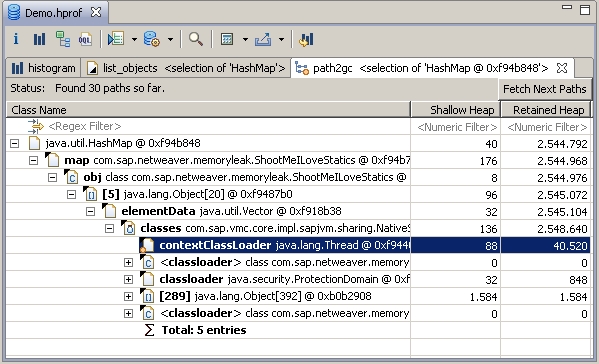 Demo.hprof
OQL
histogram list_objects <selection of 'HashMap'> path2gc <selection of 'HashMap @ 0xf94b848'>
Status: Found 30 paths so far. Fetch Next Paths
Class Name Shallow Heap Retained Heap
<Regex Filter> <Numeric Filter> <Numeric Filter>
java.util.HashMap @ 0xf94b848 40 2.544.792
map com.sap.netweaver.memoryleak.ShootMeILoveStatics @ 0xf94b7 176 2.544.968
obj class com.sap.netweaver.memoryleak.ShootMeILoveStatics @ 8 2.544.976
[5] java.lang.Object[20] @ 0xf9487b0 96 2.545.072
elementData java.util.Vector @ 0xf918b38 32 2.545.104
classes com.sap.vmc.core.impl.sapjvm.sharing.NativeS 136 2.548.640
contextClassLoader java.lang.Thread @ 0xf944 88 40.520
<classloader> class com.sap.netweaver.memory 0 0
classloader java.security.ProtectionDomain @ 32 848
[289] java.lang.Object[392] @ 0xb0b2908 1.584 1.584
<classloader> class com.sap.netweaver.memory 0 0
Σ Total: 5 entries